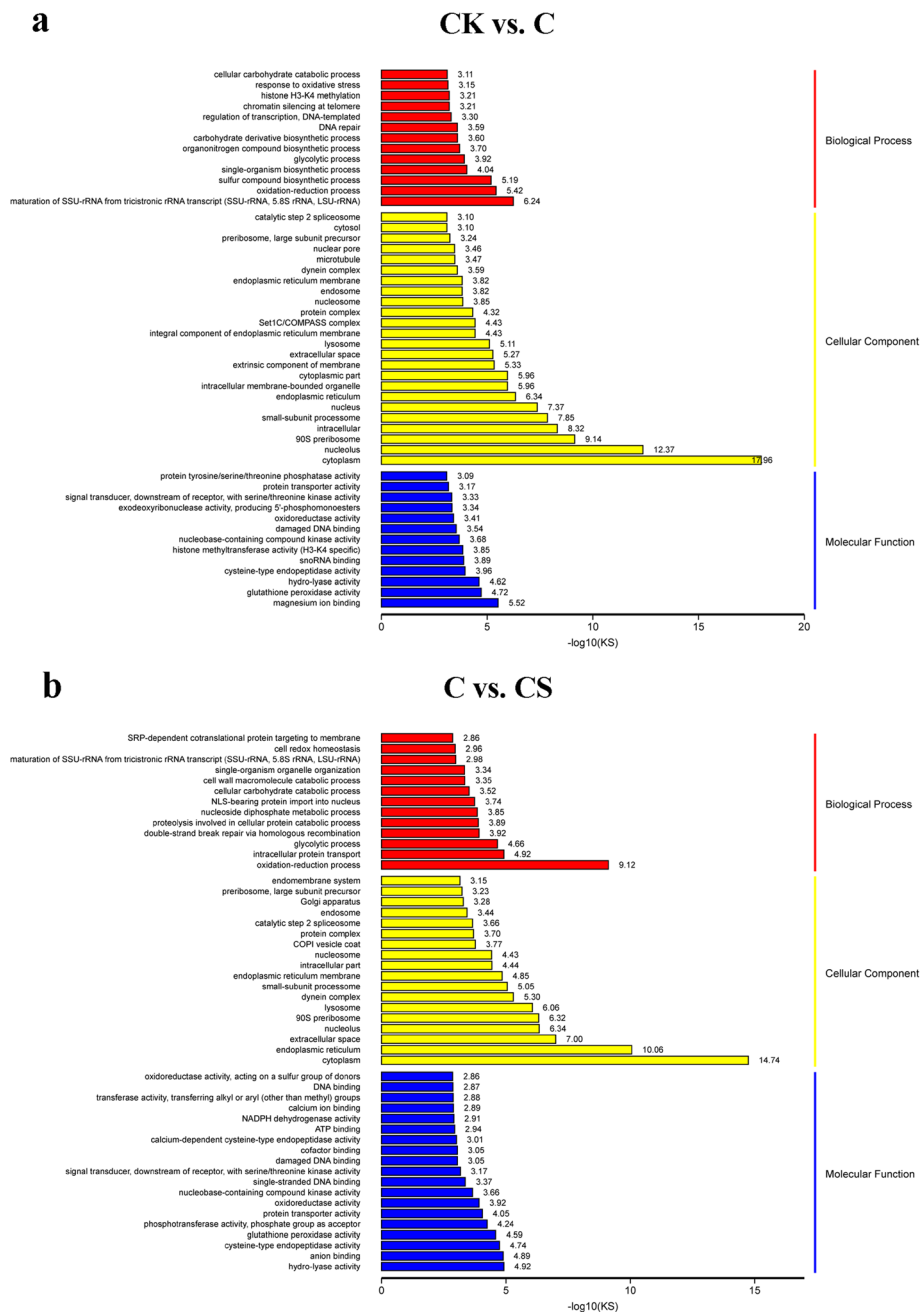 a
CK vs. C
cellular carbohydrate catabolic process 3.11
response to oxidative stress 3.15
histone H3-K4 methylation 3.21
chromatin silencing at telomere 3.21
regulation of transcription, DNA-templated 3.30
DNA repair 3.59
carbohydrate derivative biosynthetic process 3.60
organonitrogen compound biosynthetic process 3.70
glycolytic process 3.92
single-organism biosynthetic process 4.04
sulfur compound biosynthetic process 5.19
oxidation-reduction process 5.42
maturation of SSU-rRNA from tricistronic rRNA transcript (SSU-rRNA, 5.8S rRNA, LSU-rRNA) 6.24
Biological Process
catalytic step 2 spliceosome 3.10
cytosol 3.10
preribosome, large subunit precursor 3.24
nuclear pore 3.46
microtubule 3.47
dynein complex 3.59
endoplasmic reticulum membrane 3.82
endosome 3.82
nucleosome 3.85
protein complex 4.32
Set1C/COMPASS complex 4.43
integral component of endoplasmic reticulum membrane 4.43
lysosome 5.11
extracellular space 5.27
extrinsic component of membrane 5.33
cytoplasmic part 5.96
intracellular membrane-bounded organelle 5.96
endoplasmic reticulum 6.34
nucleus 7.37
small-subunit processome 7.85
intracellular 8.32
90S preribosome 9.14
nucleolus 12.37
cytoplasm 17.96
Cellular Component
protein tyrosine/serine/threonine phosphatase activity 3.09
protein transporter activity 3.17
signal transducer, downstream of receptor, with serine/threonine kinase activity 3.33
exodeoxyribonuclease activity, producing 5'-phosphomonoesters 3.34
oxidoreductase activity 3.41
damaged DNA binding 3.54
nucleobase-containing compound kinase activity 3.68
histone methyltransferase activity (H3-K4 specific) 3.85
snoRNA binding 3.89
cysteine-type endopeptidase activity 3.96
hydro-lyase activity 4.62
glutathione peroxidase activity 4.72
magnesium ion binding 5.52
Molecular Function
0 5 10 15 20
-log10(KS)
b
C vs. CS
SRP-dependent cotranslational protein targeting to membrane 2.86
cell redox homeostasis 2.96
maturation of SSU-rRNA from tricistronic rRNA transcript (SSU-rRNA, 5.8S rRNA, LSU-rRNA) 2.98
single-organism organelle organization 3.34
cell wall macromolecule catabolic process 3.35
cellular carbohydrate catabolic process 3.52
NLS-bearing protein import into nucleus 3.74
nucleoside diphosphate metabolic process 3.85
proteolysis involved in cellular protein catabolic process 3.89
double-strand break repair via homologous recombination 3.92
glycolytic process 4.66
intracellular protein transport 4.92
oxidation-reduction process 9.12
Biological Process
endomembrane system 3.15
preribosome, large subunit precursor 3.23
Golgi apparatus 3.28
endosome 3.44
catalytic step 2 spliceosome 3.66
protein complex 3.70
COPI vesicle coat 3.77
nucleosome 4.43
intracellular part 4.44
endoplasmic reticulum membrane 4.85
small-subunit processome 5.05
dynein complex 5.30
lysosome 6.06
90S preribosome 6.32
nucleolus 6.34
extracellular space 7.00
endoplasmic reticulum 10.06
cytoplasm 14.74
Cellular Component
oxidoreductase activity, acting on a sulfur group of donors 2.86
DNA binding 2.87
transferase activity, transferring alkyl or aryl (other than methyl) groups 2.88
calcium ion binding 2.89
NADPH dehydrogenase activity 2.91
ATP binding 2.94
calcium-dependent cysteine-type endopeptidase activity 3.01
cofactor binding 3.05
damaged DNA binding 3.05
signal transducer, downstream of receptor, with serine/threonine kinase activity 3.17
single-stranded DNA binding 3.37
nucleobase-containing compound kinase activity 3.66
oxidoreductase activity 3.92
protein transporter activity 4.05
phosphotransferase activity, phosphate group as acceptor 4.24
glutathione peroxidase activity 4.59
cysteine-type endopeptidase activity 4.74
anion binding 4.89
hydro-lyase activity 4.92
Molecular Function
0 5 10 15
-log10(KS)